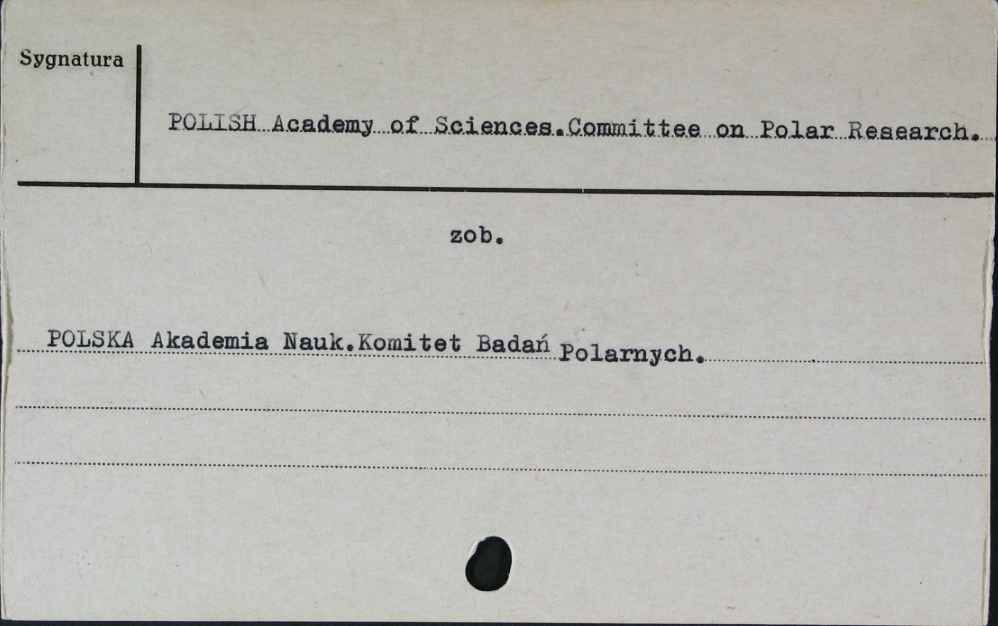 Sygnatura
POLISH Academy of Sciences.Committee on Polar Research.
zob.
POLSKA Akademia Nauk.Komitet Badań Polarnych.